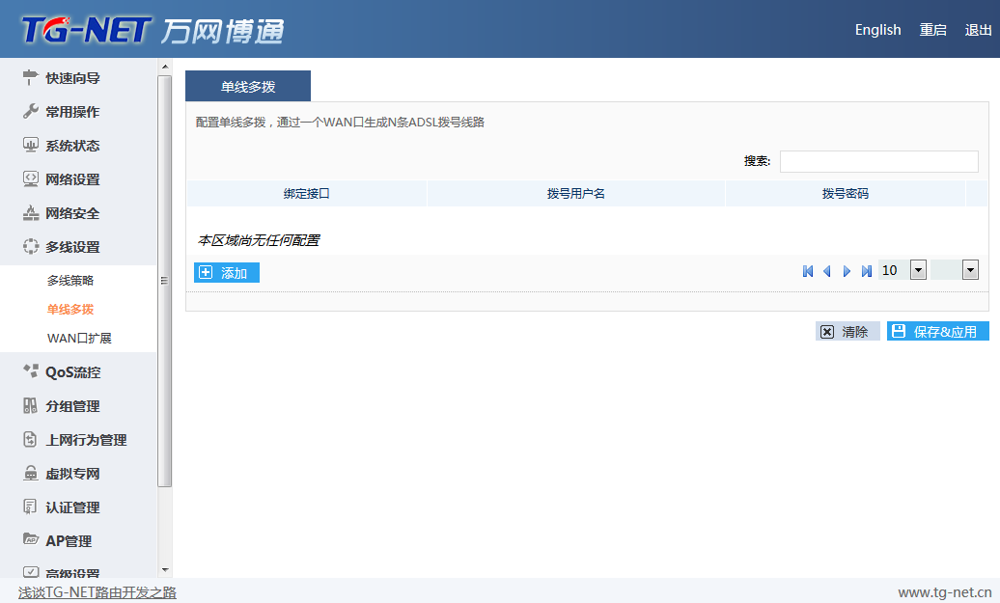 TG-NET 万网博通
English 重启 退出
快速向导
常用操作
系统状态
网络设置
网络安全
多线设置
多线策略
单线多拨
WAN口扩展
QoS流控
分组管理
上网行为管理
虚拟专网
认证管理
AP管理
高级设置
单线多拨
配置单线多拨，通过一个WAN口生成N条ADSL拨号线路
搜索:
绑定接口 拨号用户名 拨号密码
本区域尚无任何配置
添加
10
清除 保存&应用
浅谈TG-NET路由开发之路
www.tg-net.cn